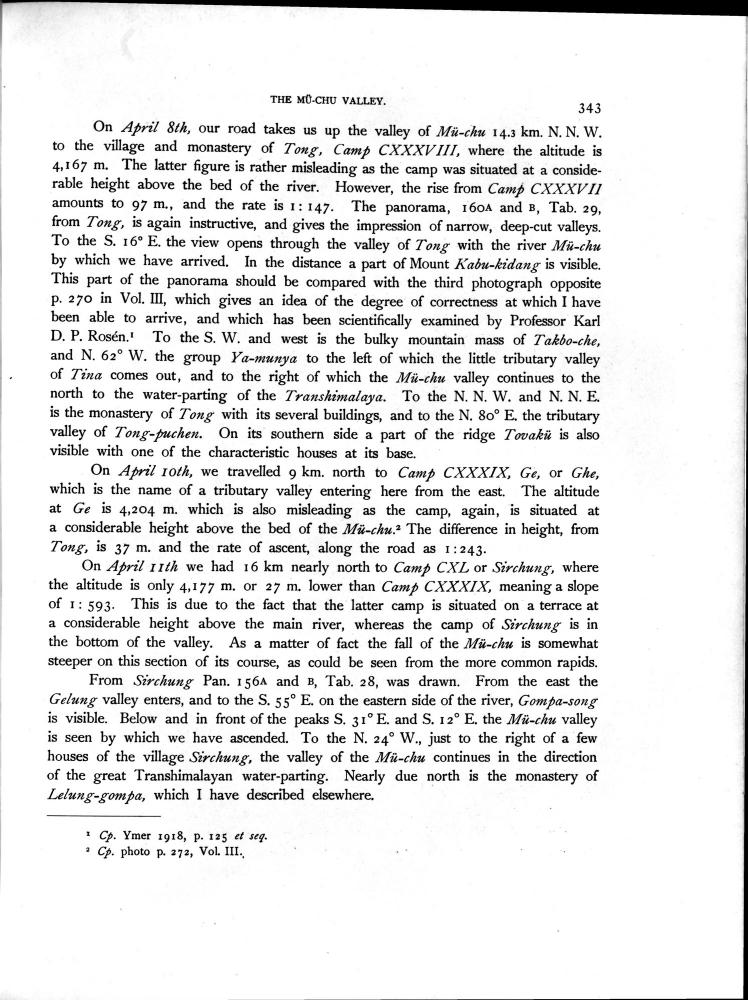 THE MÜ-CHU VALLEY.
343
On April 8th, our road takes us up the valley of Mü-chu 14.3 km. N. N. W.
to the village and monastery of Tong, Camp CXXXVIII, where the altitude is
4,167 m. The latter figure is rather misleading as the camp was situated at a conside-
rable height above the bed of the river. However, the rise from Camp CXXXVII
amounts to 97 m., and the rate is 1: 147. The panorama, 160A and B, Tab. 29,
from Tong, is again instructive, and gives the impression of narrow, deep-cut valleys.
To the S. 16° E. the view opens through the valley of Tong with the river Mü-chu
by which we have arrived. In the distance a part of Mount Kabu-kidang is visible.
This part of the panorama should be compared with the third photograph opposite
p. 270 in Vol. III, which gives an idea of the degree of correctness at which I have
been able to arrive, and which has been scientifically examined by Professor Karl
D. P. Rosén.¹ To the S. W. and west is the bulky mountain mass of Takbo-che,
and N. 62° W. the group Ya-munya to the left of which the little tributary valley
of Tina comes out, and to the right of which the Mü-chu valley continues to the
north to the water-parting of the Transhimalaya. To the N. N. W. and N. N. E.
is the monastery of Tong with its several buildings, and to the N. 80° E. the tributary
valley of Tong-puchen. On its southern side a part of the ridge Tovakü is also
visible with one of the characteristic houses at its base.
On April 10th, we travelled 9 km. north to Camp CXXXIX, Ge, or Ghe,
which is the name of a tributary valley entering here from the east. The altitude
at Ge is 4,204 m. which is also misleading as the camp, again, is situated at
a considerable height above the bed of the Mü-chu.² The difference in height, from
Tong, is 37 m. and the rate of ascent, along the road as 1:243.
On April 11th we had 16 km nearly north to Camp CXL or Sirchung, where
the altitude is only 4,177 m. or 27 m. lower than Camp CXXXIX, meaning a slope
of 1: 593. This is due to the fact that the latter camp is situated on a terrace at
a considerable height above the main river, whereas the camp of Sirchung is in
the bottom of the valley. As a matter of fact the fall of the Mü-chu is somewhat
steeper on this section of its course, as could be seen from the more common rapids.
From Sirchung Pan. 156A and B, Tab. 28, was drawn. From the east the
Gelung valley enters, and to the S. 55° E. on the eastern side of the river, Gompa-song
is visible. Below and in front of the peaks S. 31° E. and S. 12° E. the Mü-chu valley
is seen by which we have ascended. To the N. 24° W., just to the right of a few
houses of the village Sirchung, the valley of the Mü-chu continues in the direction
of the great Transhimalayan water-parting. Nearly due north is the monastery of
Lelung-gompa, which I have described elsewhere.
¹ Cp. Ymer 1918, p. 125 et seq.
² Cp. photo p. 272, Vol. III.